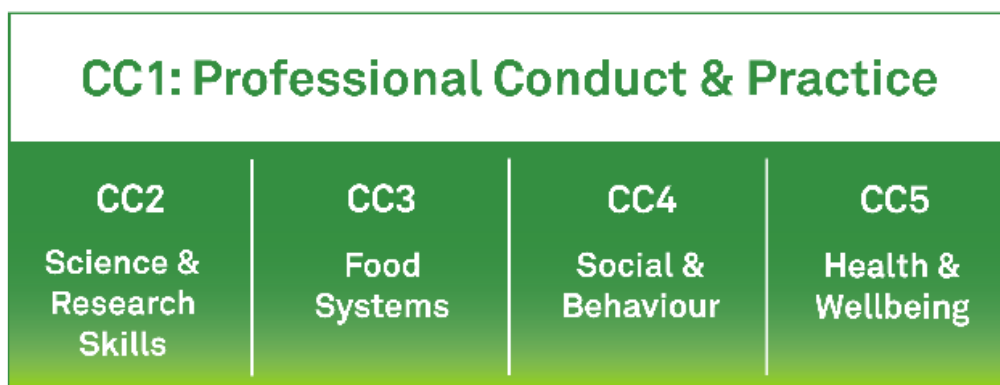 CC1: Professional Conduct & Practice
CC2
Science &
Research
Skills
CC3
Food
Systems
CC4
Social &
Behaviour
CC5
Health &
Wellbeing